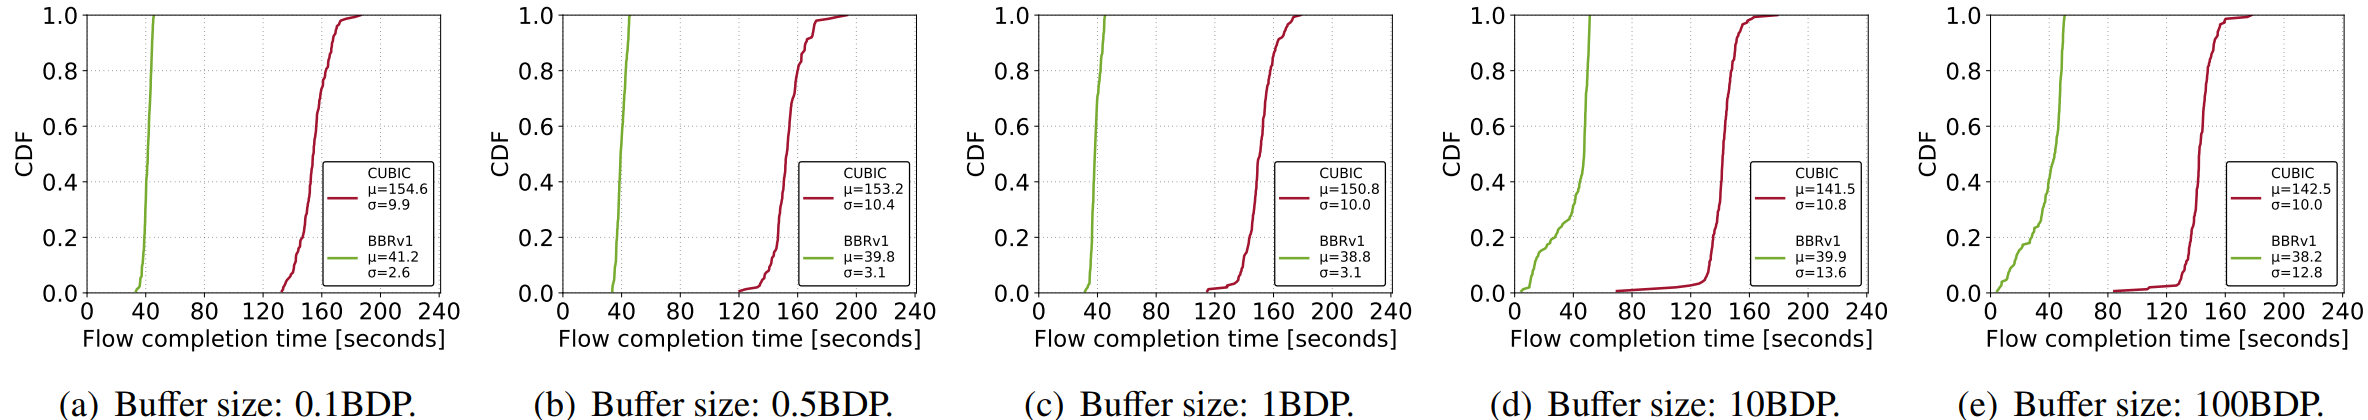 1.0
0.8
0.6
0.4
0.2
0.0
CDF
0 40 80 120 160 200 240
Flow completion time [seconds]
CUBIC
μ=154.6
σ=9.9
BBRv1
μ=41.2
σ=2.6
(a) Buffer size: 0.1BDP.
1.0
0.8
0.6
0.4
0.2
0.0
CDF
0 40 80 120 160 200 240
Flow completion time [seconds]
CUBIC
μ=153.2
σ=10.4
BBRv1
μ=39.8
σ=3.1
(b) Buffer size: 0.5BDP.
1.0
0.8
0.6
0.4
0.2
0.0
CDF
0 40 80 120 160 200 240
Flow completion time [seconds]
CUBIC
μ=150.8
σ=10.0
BBRv1
μ=38.8
σ=3.1
(c) Buffer size: 1BDP.
1.0
0.8
0.6
0.4
0.2
0.0
CDF
0 40 80 120 160 200 240
Flow completion time [seconds]
CUBIC
μ=141.5
σ=10.8
BBRv1
μ=39.9
σ=13.6
(d) Buffer size: 10BDP.
1.0
0.8
0.6
0.4
0.2
0.0
CDF
0 40 80 120 160 200 240
Flow completion time [seconds]
CUBIC
μ=142.5
σ=10.0
BBRv1
μ=38.2
σ=12.8
(e) Buffer size: 100BDP.